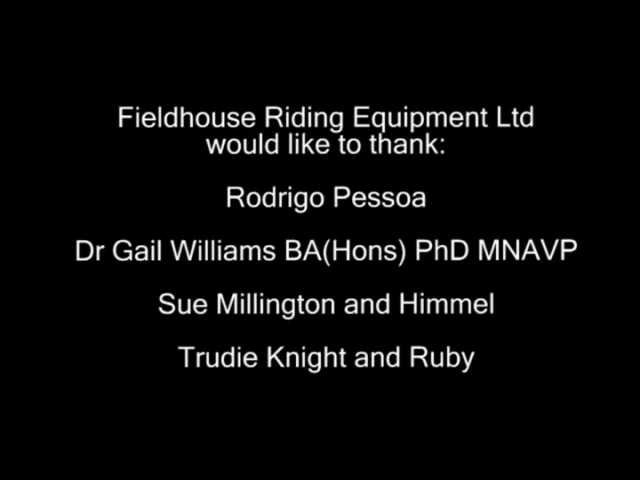 Fieldhouse Riding Equipment Ltd
would like to thank:
Rodrigo Pessoa
Dr Gail Williams BA(Hons) PhD MNAVP
Sue Millington and Himmel
Trudie Knight and Ruby